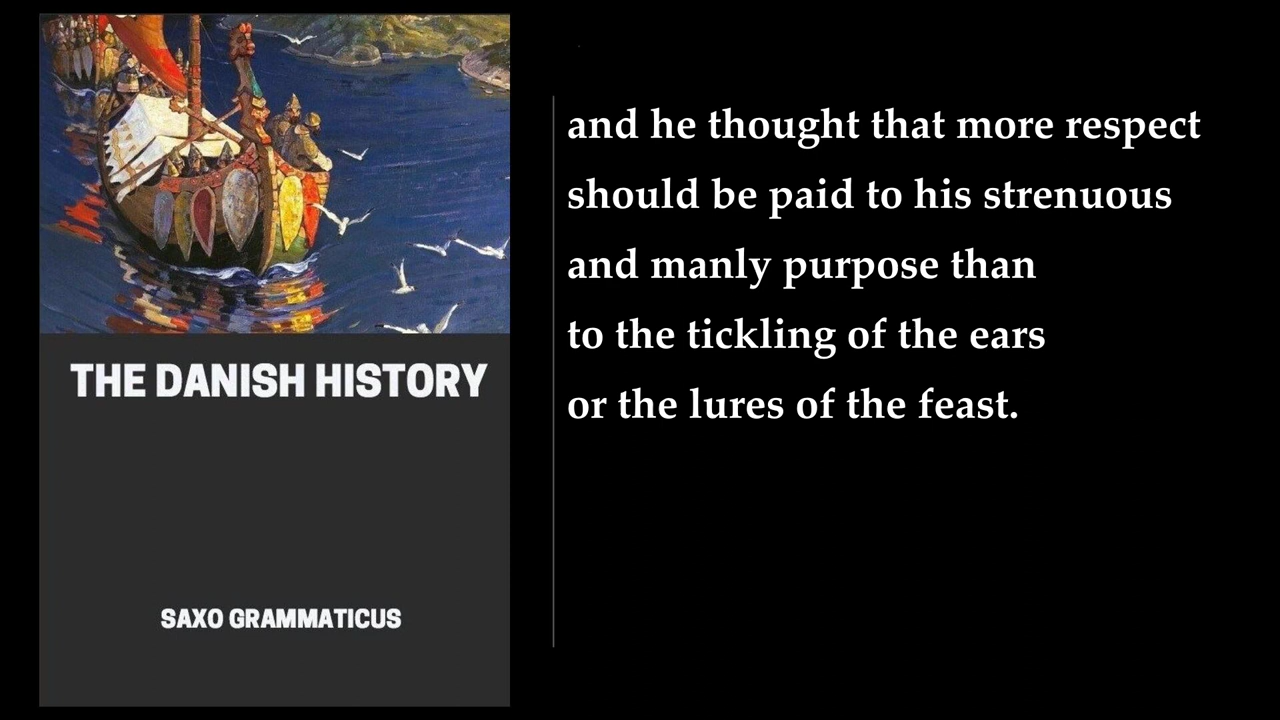 THE DANISH HISTORY
SAXO GRAMMATICUS
and he thought that more respect
should be paid to his strenuous
and manly purpose than
to the tickling of the ears
or the lures of the feast.